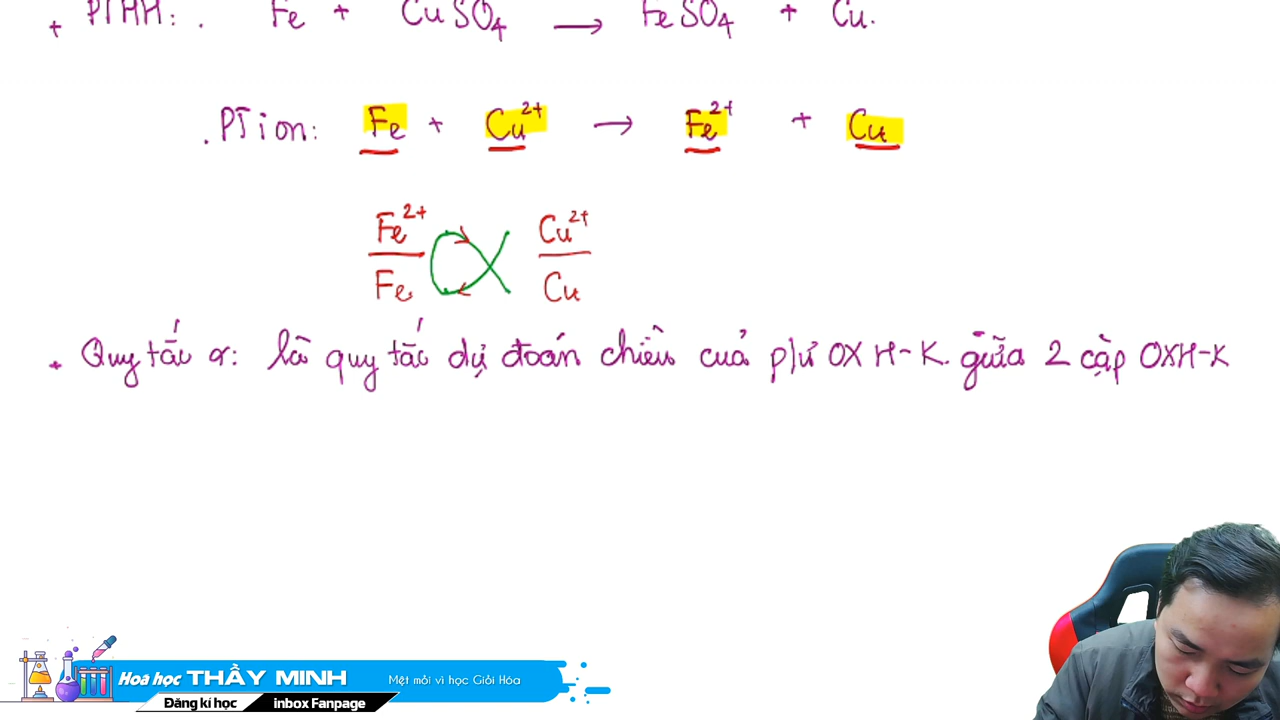 + PTHH: . Fe + CuSO4 → FeSO4 + Cu.
. PT ion: Fe + Cu²⁺ → Fe²⁺ + Cu
Fe²⁺ Cu²⁺
Fe Cu
+ Quy tắc α: là quy tắc dự đoán chiều của p/ư OXH-K. giữa 2 cặp OXH-K
Hoá học THẦY MINH
Mệt mỏi vì học Giỏi Hóa
Đăng kí học inbox Fanpage